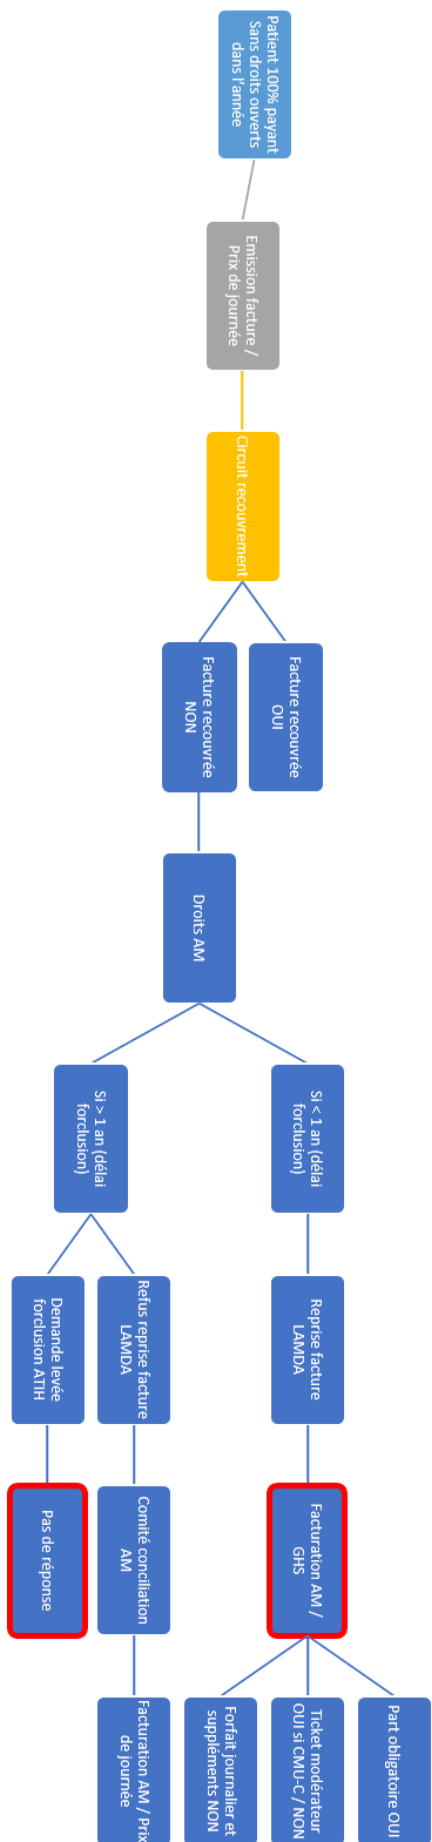 Patient 100% payant
Sans droits ouverts
dans l'année
Emission facture /
Prix de journée
Circuit recouvrement
Facture recouvrée
OUI
Facture recouvrée
NON
Droits AM
Si < 1 an (délai
forclusion)
Reprise facture
LAMDA
Facturation AM /
GHS
Part obligatoire OUI
Ticket modérateur
OUI si CMU-C / NON
Forfait journalier et
suppléments NON
Si > 1 an (délai
forclusion)
Refus reprise facture
LAMDA
Comité conciliation
AM
Facturation AM / Prix
de journée
Demande levée
forclusion ATIH
Pas de réponse